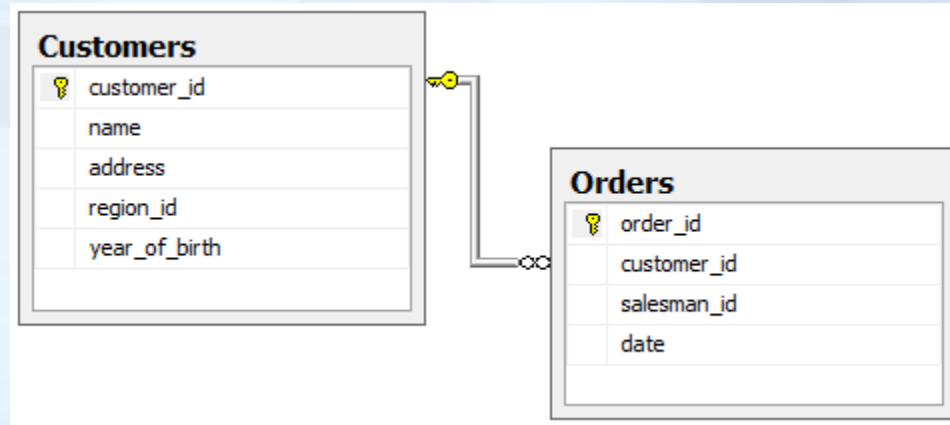 Customers
customer_id
name
address
region_id
year_of_birth
Orders
order_id
customer_id
salesman_id
date